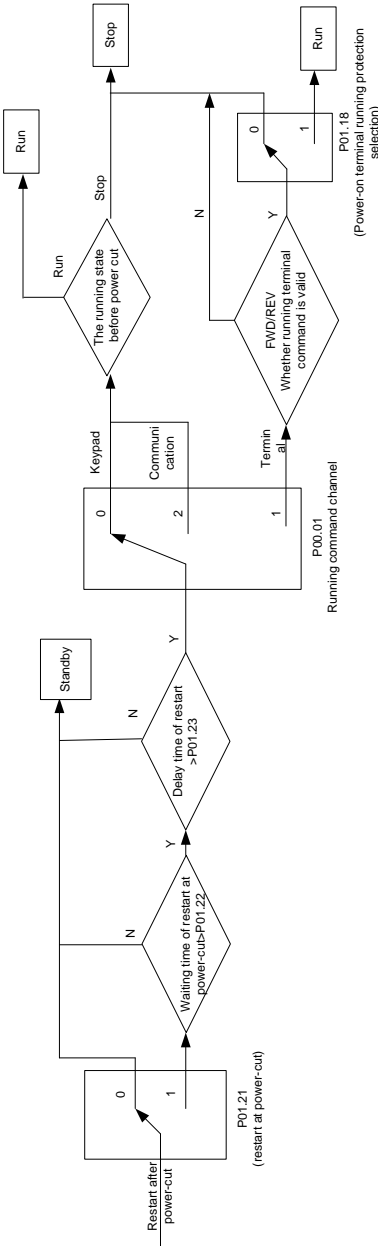 Restart after
power-cut
0
1
P01.21
(restart at power-cut)
N
Waiting time of restart at
power-cut>P01.22
Y
Standby
N
Delay time of restart
>P01.23
Y
0
2
1
P00.01
Running command channel
Keypad
Communi
cation
Termin
al
Run
Run
The running state
before power cut
Stop
Stop
N
FWD/REV
Whether running terminal
command is valid
Y
0
1
P01.18
(Power-on terminal running protection
selection)
Run